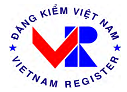 ĐĂNG KIỂM VIỆT NAM
VR
VIETNAM REGISTER